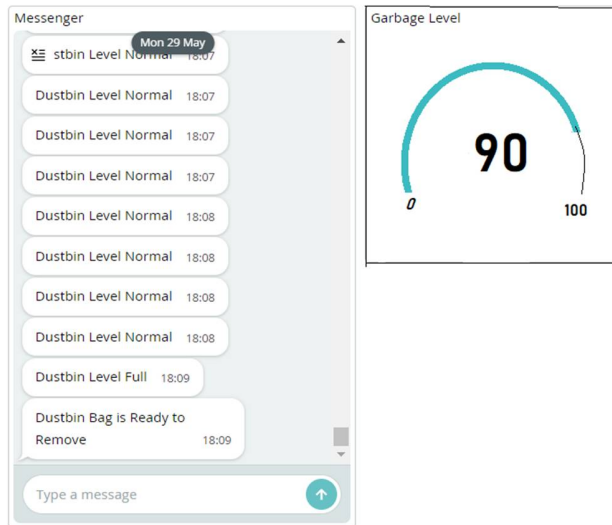 Messenger
Mon 29 May
stbin Level Normal 18:07
Dustbin Level Normal 18:07
Dustbin Level Normal 18:07
Dustbin Level Normal 18:07
Dustbin Level Normal 18:08
Dustbin Level Normal 18:08
Dustbin Level Normal 18:08
Dustbin Level Normal 18:08
Dustbin Level Full 18:09
Dustbin Bag is Ready to
Remove 18:09
Type a message
Garbage Level
90
0
100